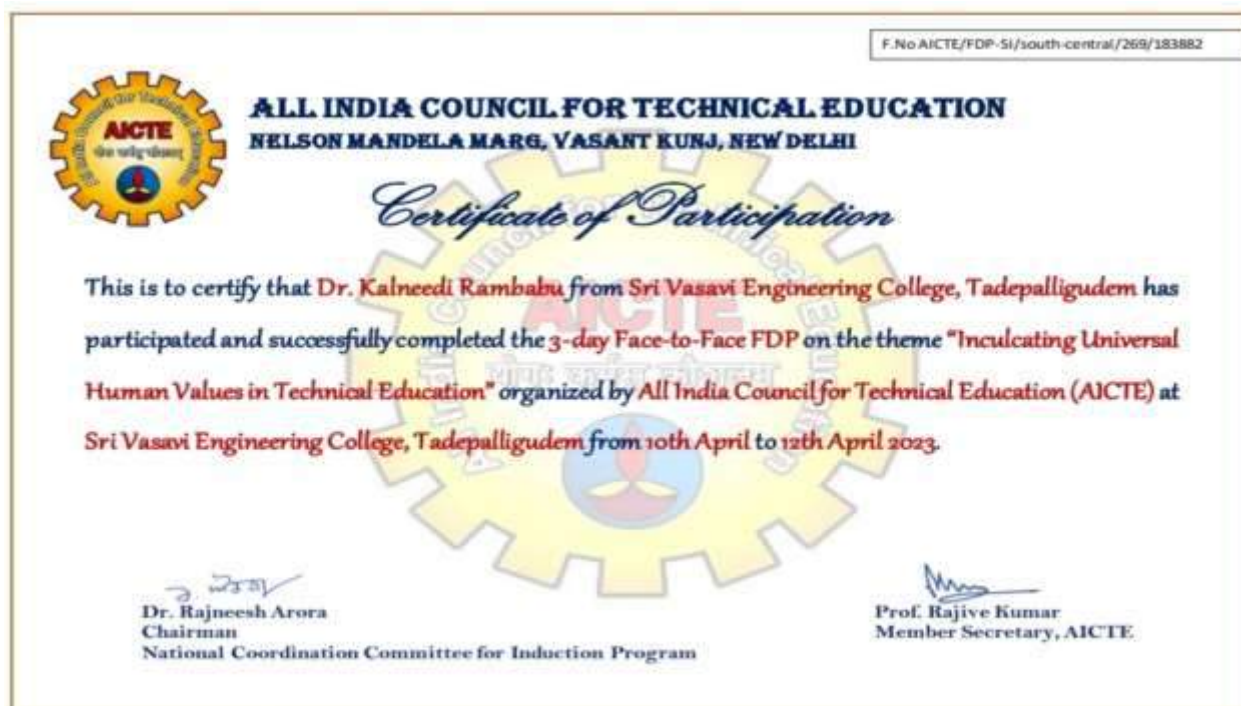 F.No AICTE/FDP-SI/south-central/269/183882
AICTE
ALL INDIA COUNCIL FOR TECHNICAL EDUCATION
NELSON MANDELA MARG, VASANT KUNJ, NEW DELHI
Certificate of Participation
This is to certify that Dr. Kalneedi Rambabu from Sri Vasavi Engineering College, Tadepalligudem has
participated and successfully completed the 3-day Face-to-Face FDP on the theme “Inculcating Universal
Human Values in Technical Education” organized by All India Council for Technical Education (AICTE) at
Sri Vasavi Engineering College, Tadepalligudem from 10th April to 12th April 2023.
AICTE
Dr. Rajneesh Arora
Chairman
National Coordination Committee for Induction Program
Prof. Rajive Kumar
Member Secretary, AICTE